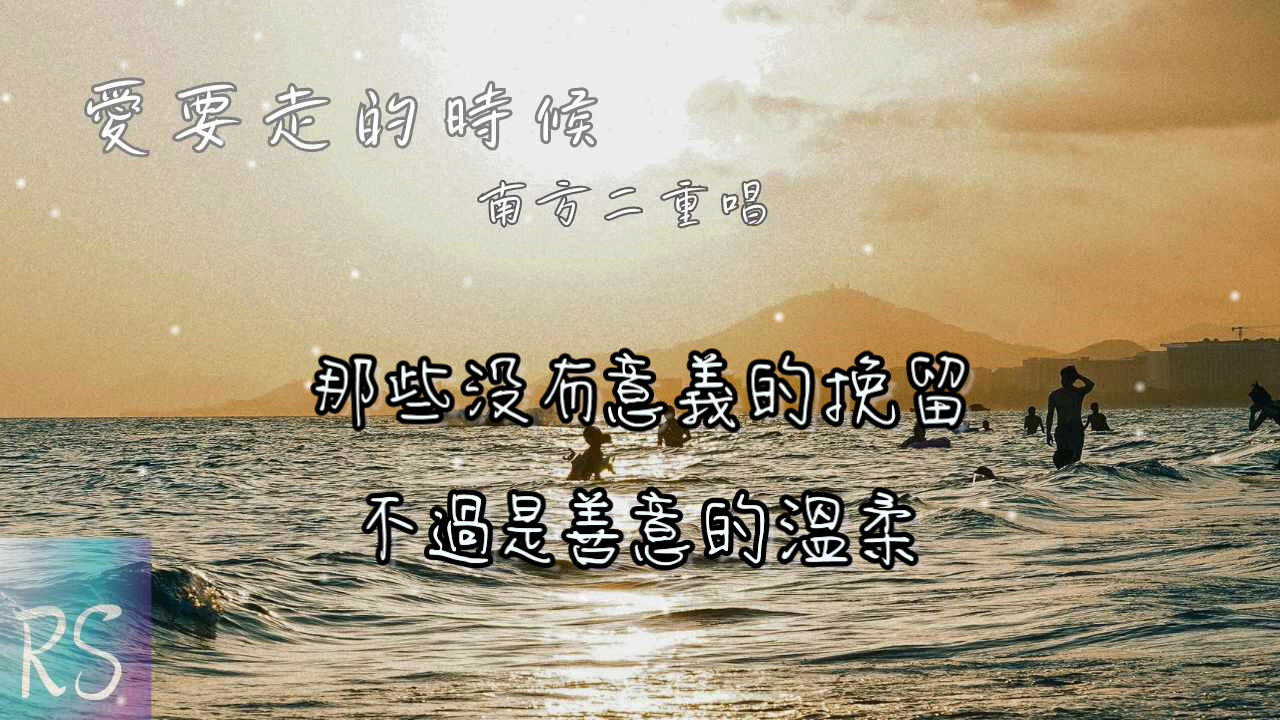 愛要走的時候
南方二重唱
那些没有意義的挽留
不過是善意的溫柔
RS